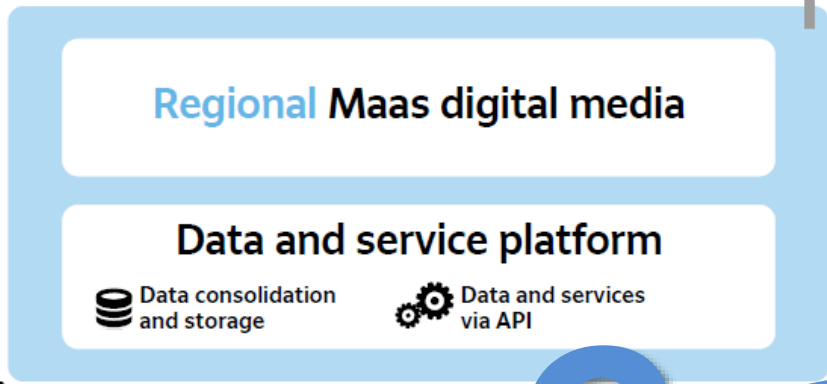 Regional Maas digital media
Data and service platform
Data consolidation
and storage
Data and services
via API